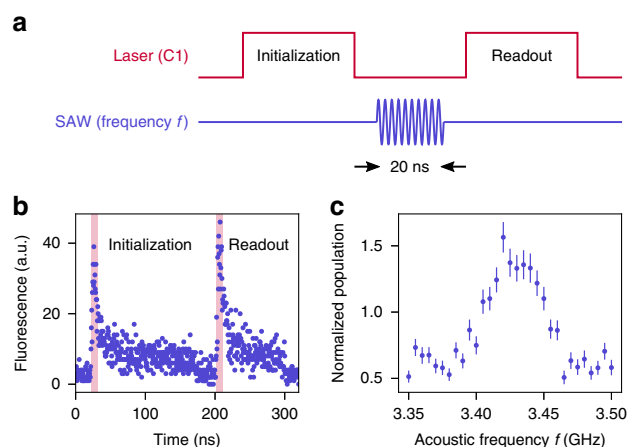 a
Laser (C1)
Initialization
Readout
SAW (frequency f)
20 ns
b
Fluorescence (a.u.)
40
20
0
Initialization
Readout
0
100
200
300
Time (ns)
c
Normalized population
1.5
1.0
0.5
3.35
3.40
3.45
3.50
Acoustic frequency f (GHz)